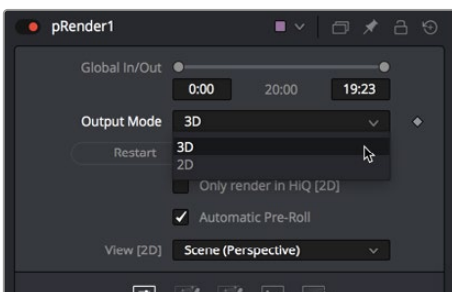 pRender1
Global In/Out
0:00 20:00 19:23
Output Mode 3D
Restart 3D
2D
Only render in HiQ [2D]
Automatic Pre-Roll
View [2D] Scene (Perspective)